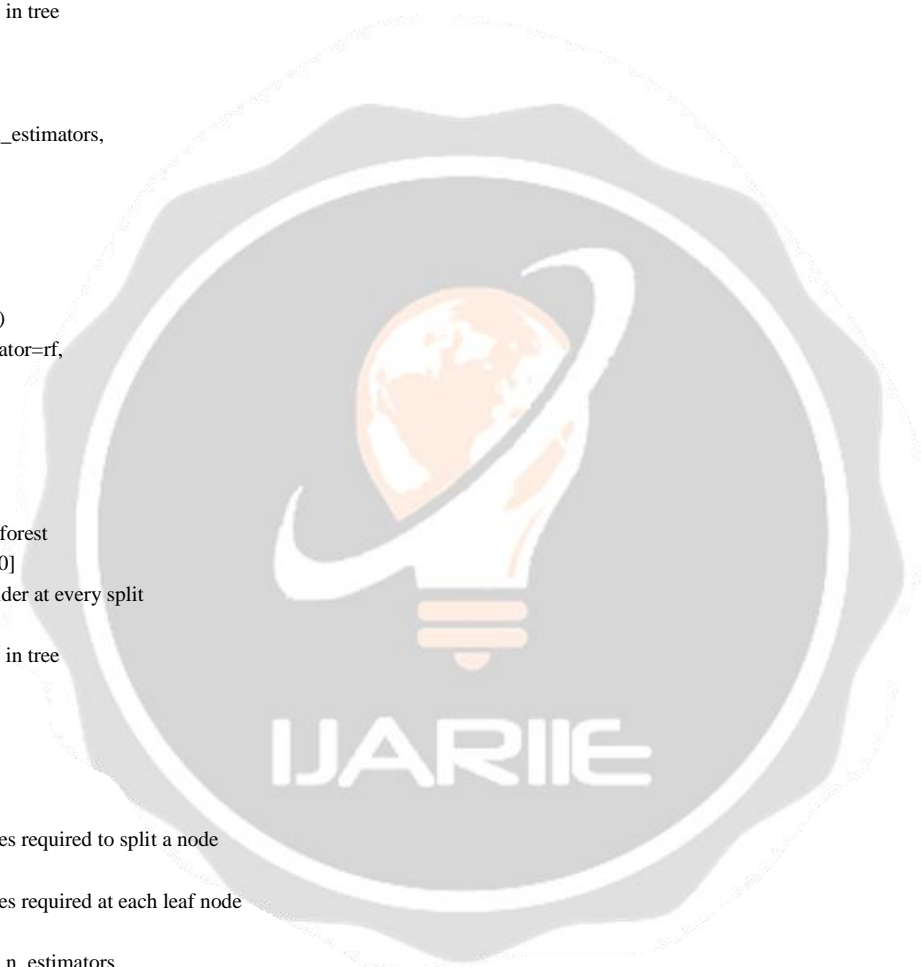 in tree
_estimators,
)
ator=rf,
forest
0]
der at every split
in tree
IJARIIE
es required to split a node
es required at each leaf node
n_estimators